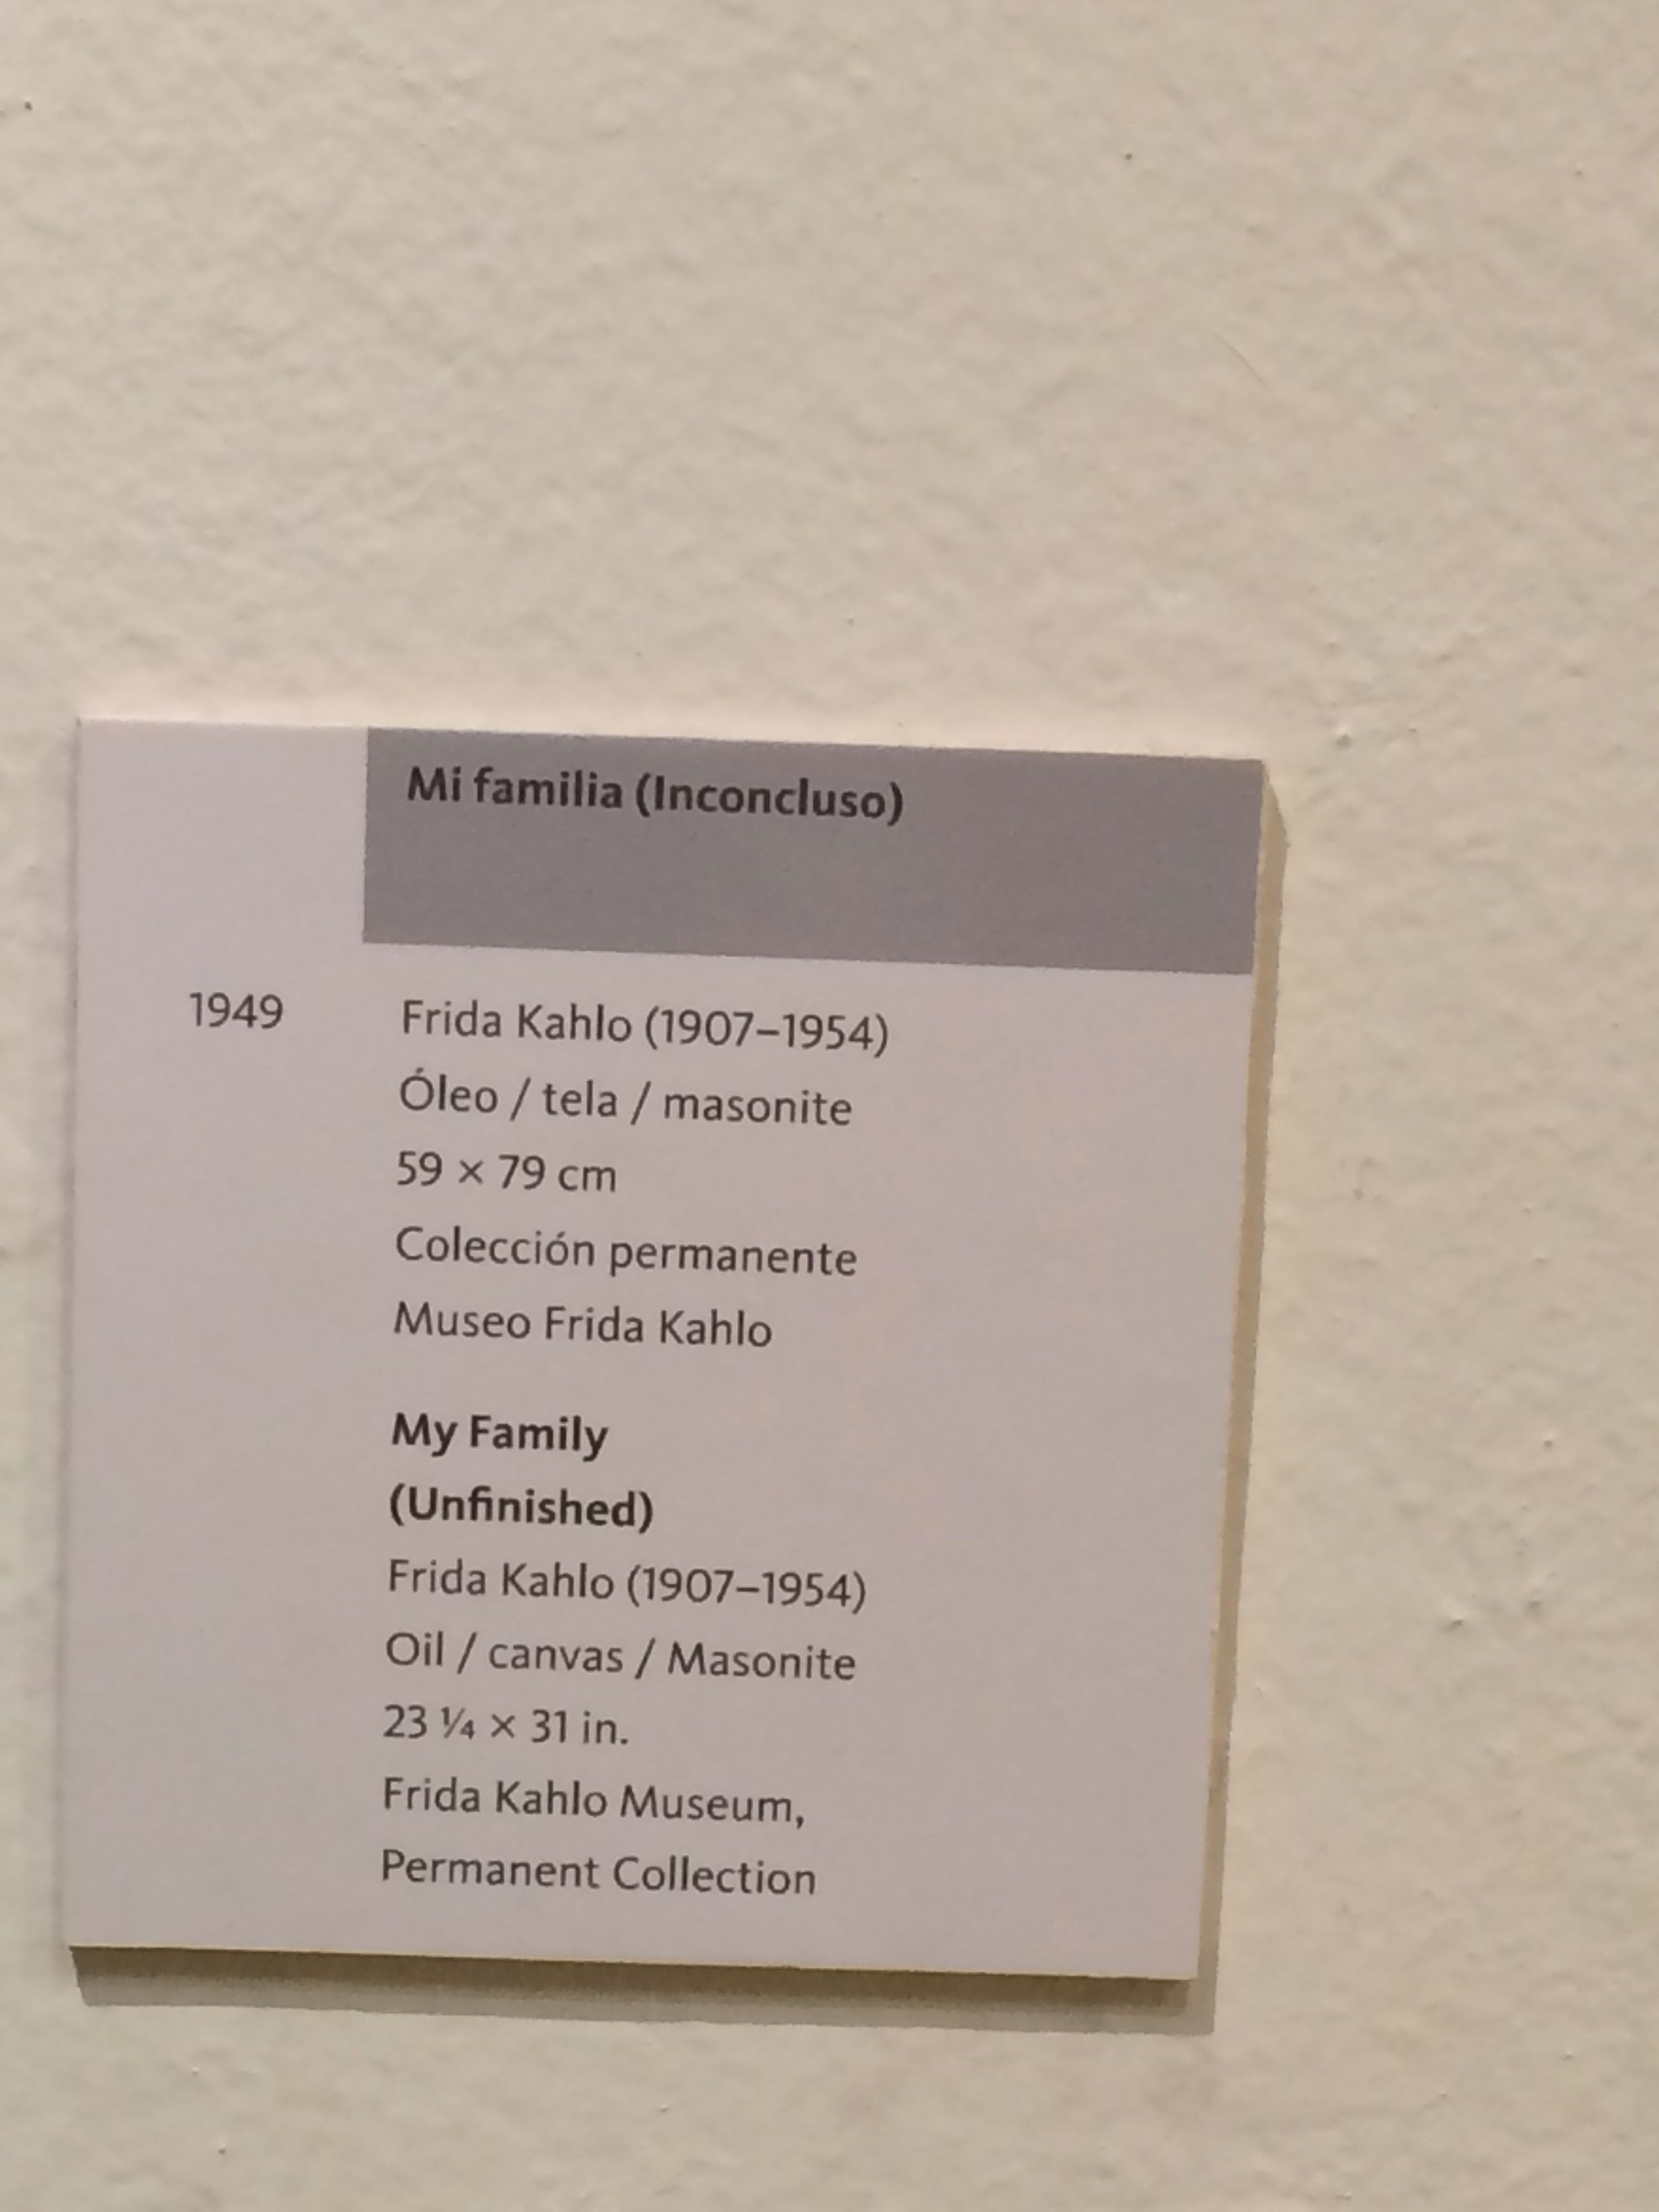 Mi familia (Inconcluso)
1949 Frida Kahlo (1907–1954)
Óleo / tela / masonite
59 × 79 cm
Colección permanente
Museo Frida Kahlo
My Family
(Unfinished)
Frida Kahlo (1907–1954)
Oil / canvas / Masonite
23 ¼ × 31 in.
Frida Kahlo Museum,
Permanent Collection